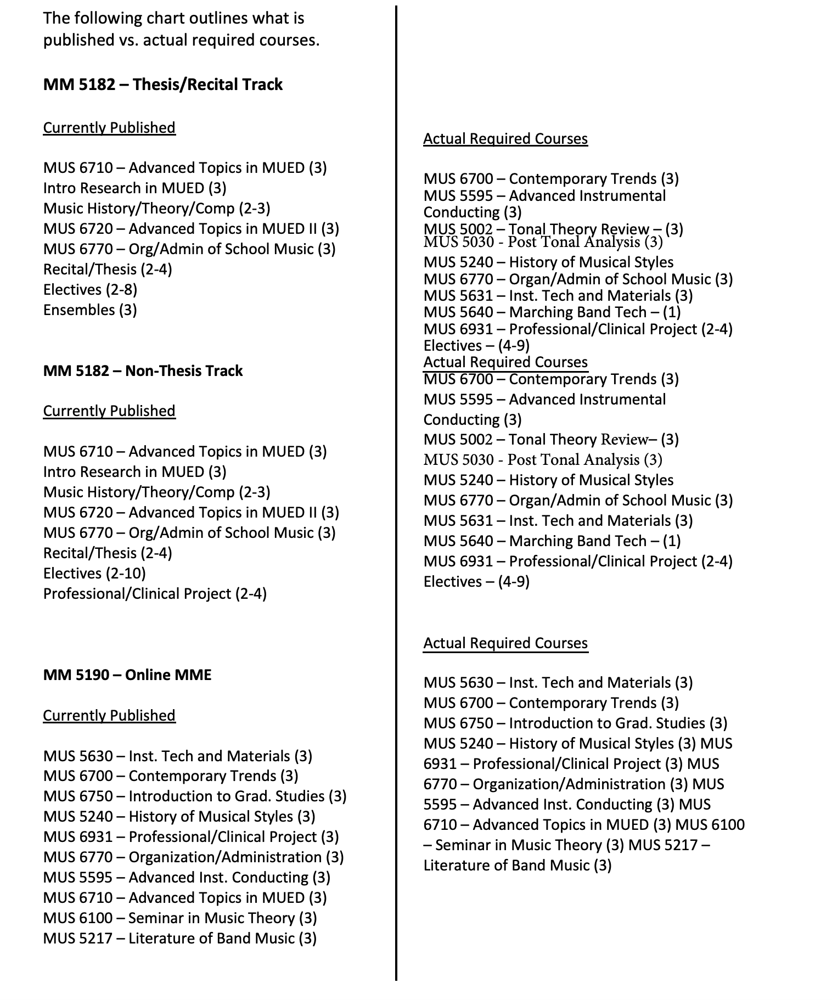 The following chart outlines what is
published vs. actual required courses.
MM 5182 – Thesis/Recital Track
Currently Published
MUS 6710 – Advanced Topics in MUED (3)
Intro Research in MUED (3)
Music History/Theory/Comp (2-3)
MUS 6720 – Advanced Topics in MUED II (3)
MUS 6770 – Org/Admin of School Music (3)
Recital/Thesis (2-4)
Electives (2-8)
Ensembles (3)
MM 5182 – Non-Thesis Track
Currently Published
MUS 6710 – Advanced Topics in MUED (3)
Intro Research in MUED (3)
Music History/Theory/Comp (2-3)
MUS 6720 – Advanced Topics in MUED II (3)
MUS 6770 – Org/Admin of School Music (3)
Recital/Thesis (2-4)
Electives (2-10)
Professional/Clinical Project (2-4)
MM 5190 – Online MME
Currently Published
MUS 5630 – Inst. Tech and Materials (3)
MUS 6700 – Contemporary Trends (3)
MUS 6750 – Introduction to Grad. Studies (3)
MUS 5240 – History of Musical Styles (3)
MUS 6931 – Professional/Clinical Project (3)
MUS 6770 – Organization/Administration (3)
MUS 5595 – Advanced Inst. Conducting (3)
MUS 6710 – Advanced Topics in MUED (3)
MUS 6100 – Seminar in Music Theory (3)
MUS 5217 – Literature of Band Music (3)
Actual Required Courses
MUS 6700 – Contemporary Trends (3)
MUS 5595 – Advanced Instrumental
Conducting (3)
MUS 5002 – Tonal Theory Review – (3)
MUS 5030 - Post Tonal Analysis (3)
MUS 5240 – History of Musical Styles
MUS 6770 – Organ/Admin of School Music (3)
MUS 5631 – Inst. Tech and Materials (3)
MUS 5640 – Marching Band Tech – (1)
MUS 6931 – Professional/Clinical Project (2-4)
Electives – (4-9)
Actual Required Courses
MUS 6700 – Contemporary Trends (3)
MUS 5595 – Advanced Instrumental
Conducting (3)
MUS 5002 – Tonal Theory Review– (3)
MUS 5030 - Post Tonal Analysis (3)
MUS 5240 – History of Musical Styles
MUS 6770 – Organ/Admin of School Music (3)
MUS 5631 – Inst. Tech and Materials (3)
MUS 5640 – Marching Band Tech – (1)
MUS 6931 – Professional/Clinical Project (2-4)
Electives – (4-9)
Actual Required Courses
MUS 5630 – Inst. Tech and Materials (3)
MUS 6700 – Contemporary Trends (3)
MUS 6750 – Introduction to Grad. Studies (3)
MUS 5240 – History of Musical Styles (3) MUS
6931 – Professional/Clinical Project (3) MUS
6770 – Organization/Administration (3) MUS
5595 – Advanced Inst. Conducting (3) MUS
6710 – Advanced Topics in MUED (3) MUS 6100
– Seminar in Music Theory (3) MUS 5217 –
Literature of Band Music (3)